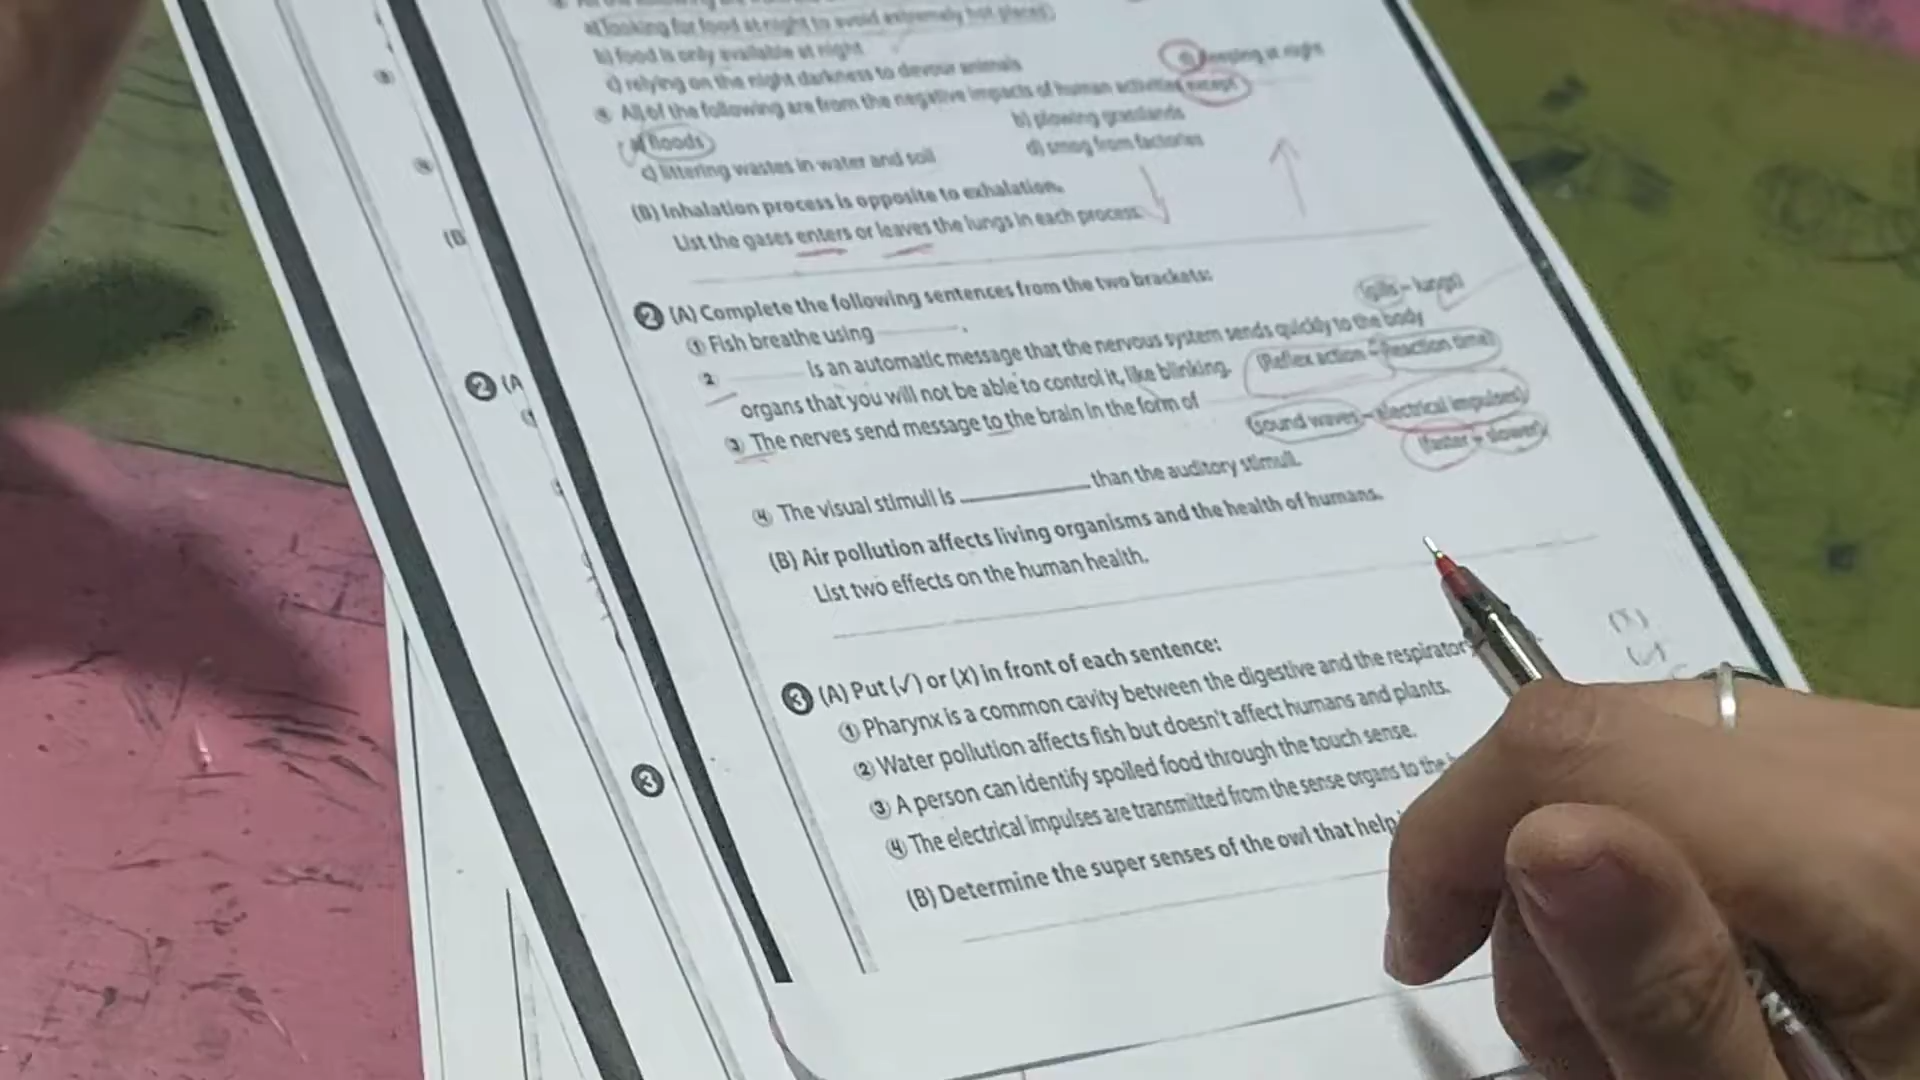 a) looking for food at night to avoid extremely hot places.
b) food is only available at night
c) relying on the night darkness to devour animals
sleeping at night
④ All of the following are from the negative impacts of human activities except
a) floods
b) plowing grasslands
c) littering wastes in water and soil
d) smog from factories
(B) Inhalation process is opposite to exhalation.
List the gases enters or leaves the lungs in each process.
2 (A) Complete the following sentences from the two brackets:
① Fish breathe using ________. (gills – lungs)
② ________ is an automatic message that the nervous system sends quickly to the body
organs that you will not be able to control it, like blinking. (Reflex action – Reaction time)
③ The nerves send message to the brain in the form of
(sound waves – electrical impulses)
(faster – slower)
④ The visual stimuli is ________ than the auditory stimuli.
(B) Air pollution affects living organisms and the health of humans.
List two effects on the human health.
3 (A) Put (√) or (X) in front of each sentence:
① Pharynx is a common cavity between the digestive and the respiratory
② Water pollution affects fish but doesn't affect humans and plants.
③ A person can identify spoiled food through the touch sense.
④ The electrical impulses are transmitted from the sense organs to the
(B) Determine the super senses of the owl that help
(X)
(✓)
(B
2 (A
①
3